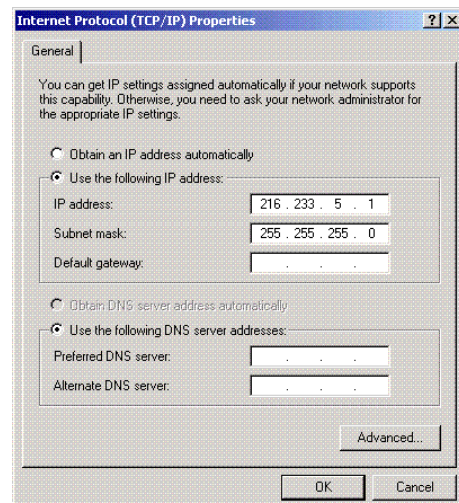 Internet Protocol (TCP/IP) Properties
General
You can get IP settings assigned automatically if your network supports
this capability. Otherwise, you need to ask your network administrator for
the appropriate IP settings.
Obtain an IP address automatically
Use the following IP address:
IP address: 216 . 233 . 5 . 1
Subnet mask: 255 . 255 . 255 . 0
Default gateway: . . .
Obtain DNS server address automatically
Use the following DNS server addresses:
Preferred DNS server: . . .
Alternate DNS server: . . .
Advanced...
OK Cancel